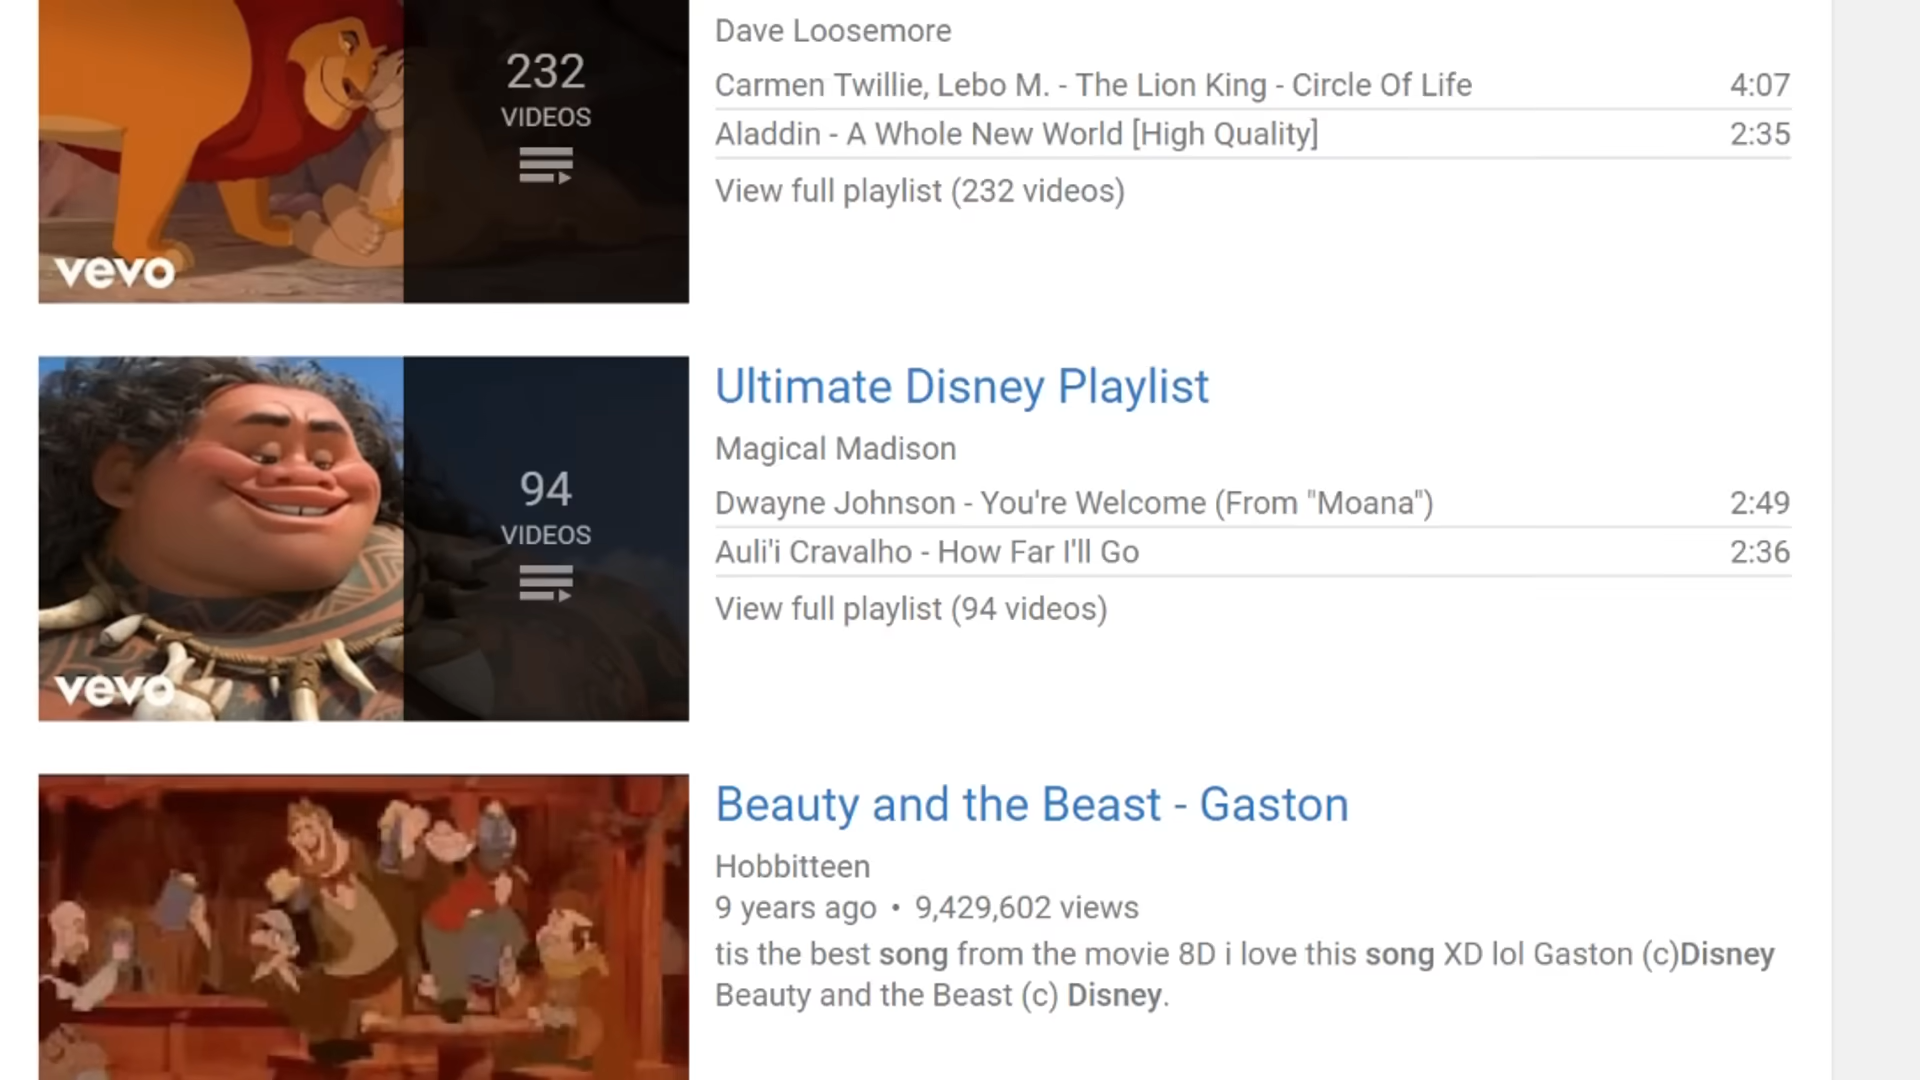 Dave Loosemore
232
VIDEOS
Carmen Twillie, Lebo M. - The Lion King - Circle Of Life 4:07
Aladdin - A Whole New World [High Quality] 2:35
View full playlist (232 videos)
vevo
Ultimate Disney Playlist
Magical Madison
94
VIDEOS
Dwayne Johnson - You're Welcome (From "Moana") 2:49
Auli'i Cravalho - How Far I'll Go 2:36
View full playlist (94 videos)
vevo
Beauty and the Beast - Gaston
Hobbitteen
9 years ago • 9,429,602 views
tis the best song from the movie 8D i love this song XD lol Gaston (c)Disney
Beauty and the Beast (c) Disney.